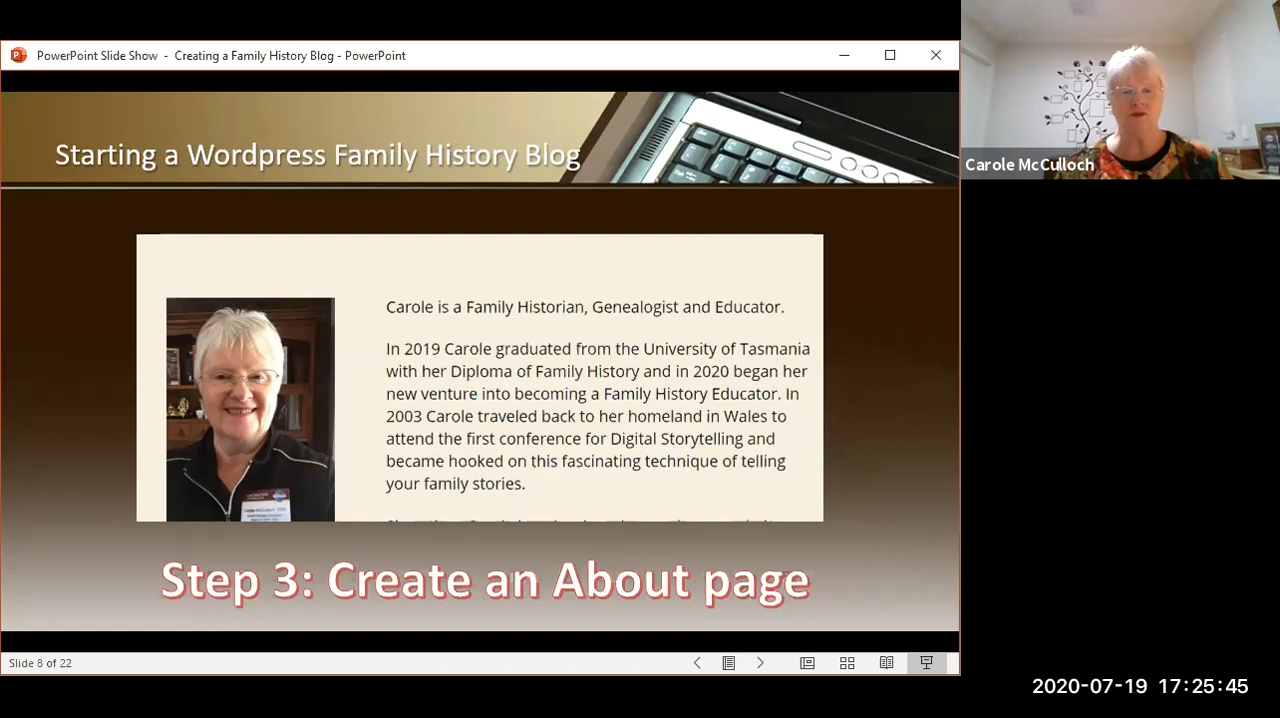 PowerPoint Slide Show - Creating a Family History Blog - PowerPoint
Starting a Wordpress Family History Blog
Carole McCulloch
Carole is a Family Historian, Genealogist and Educator.
In 2019 Carole graduated from the University of Tasmania
with her Diploma of Family History and in 2020 began her
new venture into becoming a Family History Educator. In
2003 Carole traveled back to her homeland in Wales to
attend the first conference for Digital Storytelling and
became hooked on this fascinating technique of telling
your family stories.
Step 3: Create an About page
Slide 8 of 22
2020-07-19 17:25:45